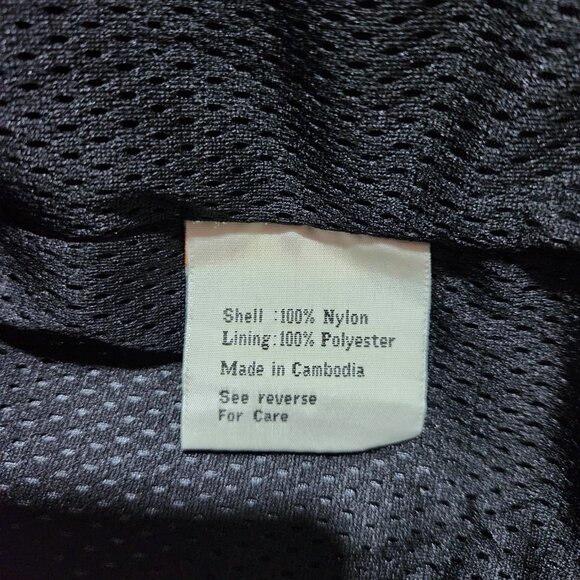 Shell :100% Nylon
Lining:100% Polyester
Made in Cambodia
See reverse
For Care